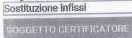 Sostituzione infissi
SOGGETTO CERTIFICATORE